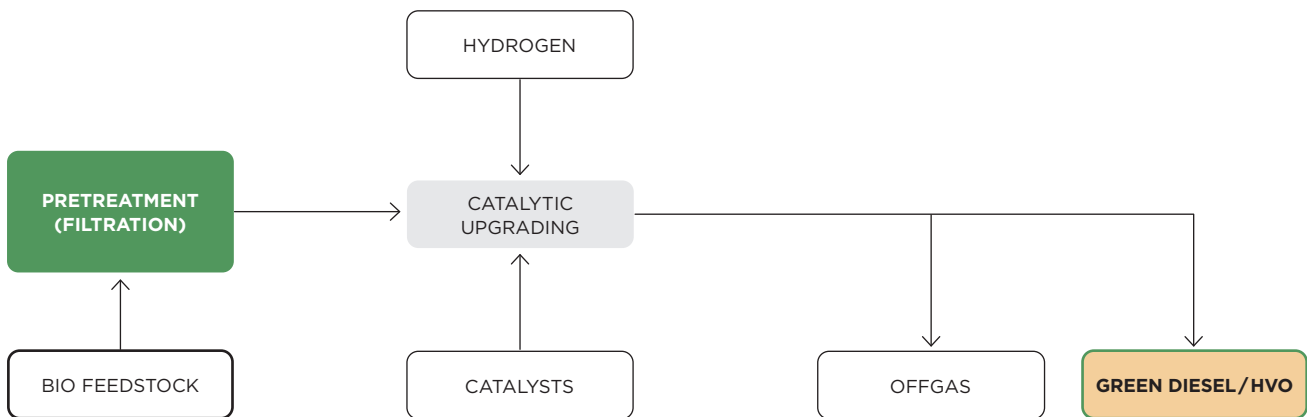 HYDROGEN
PRETREATMENT
(FILTRATION)
CATALYTIC
UPGRADING
BIO FEEDSTOCK
CATALYSTS
OFFGAS
GREEN DIESEL/HVO